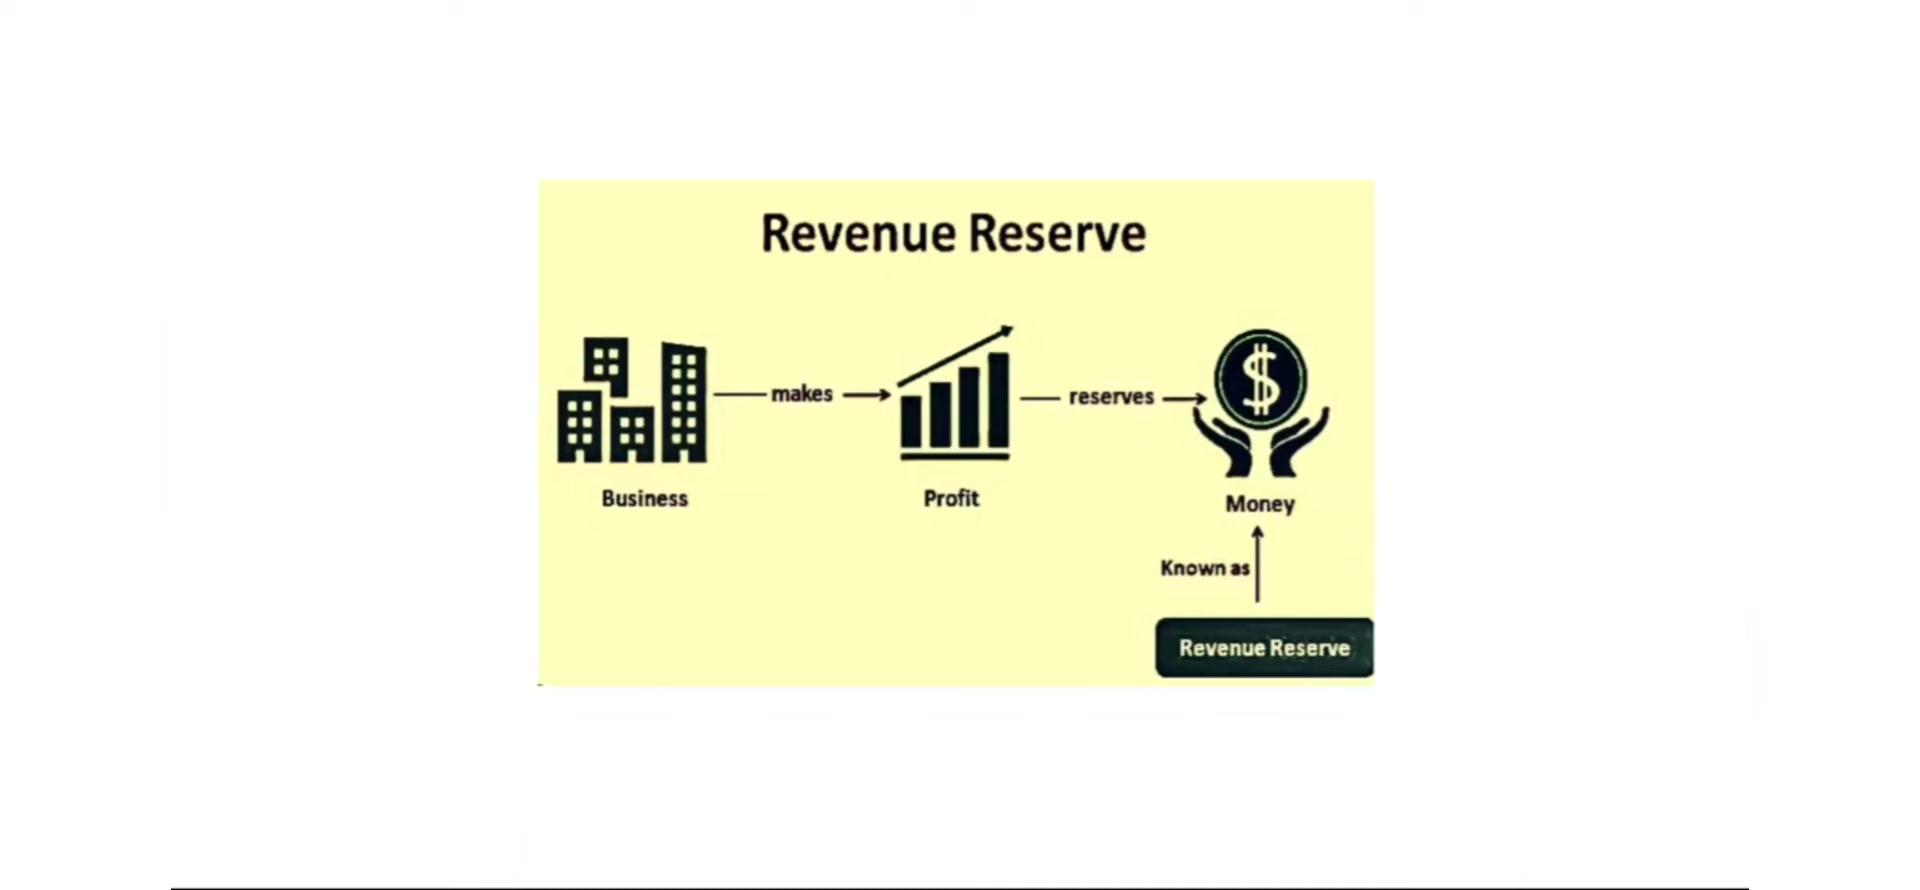 Revenue Reserve
makes
reserves
Business
Profit
Money
Known as
Revenue Reserve